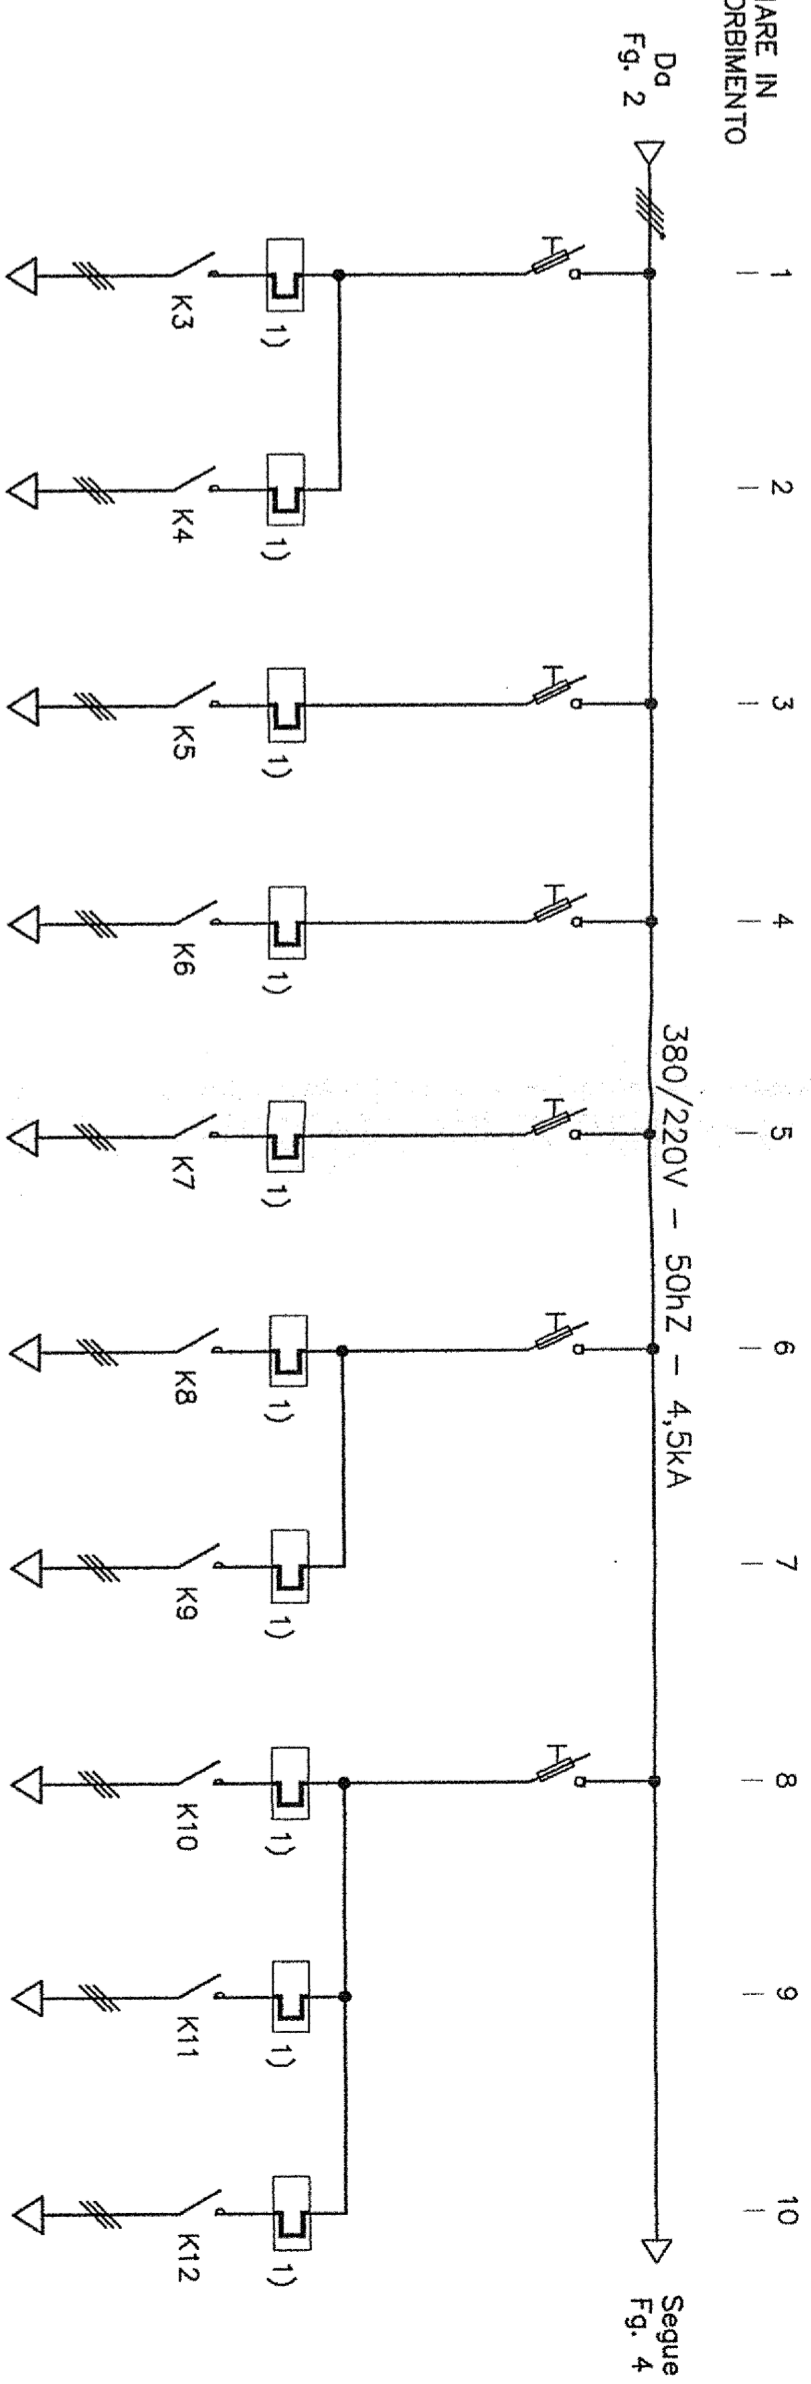 IARE IN
ORBIMENTO
Da
Fg. 2
1
2
3
4
5
6
7
8
9
10
380/220V – 50hZ – 4,5kA
Segue
Fg. 4
1)
1)
1)
1)
1)
1)
1)
1)
1)
1)
K3
K4
K5
K6
K7
K8
K9
K10
K11
K12